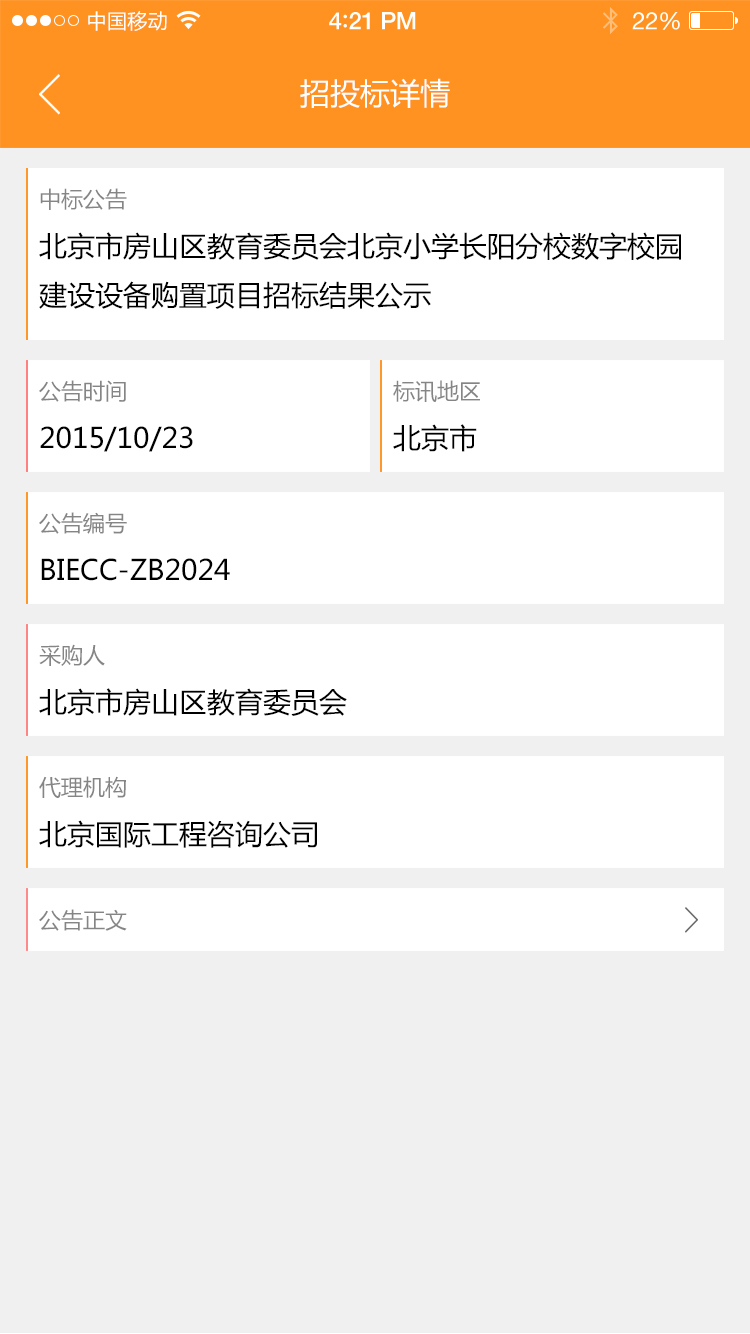 中国移动 4:21 PM 22%
招投标详情
中标公告
北京市房山区教育委员会北京小学长阳分校数字校园
建设设备购置项目招标结果公示
公告时间
2015/10/23
标讯地区
北京市
公告编号
BIECC-ZB2024
采购人
北京市房山区教育委员会
代理机构
北京国际工程咨询公司
公告正文